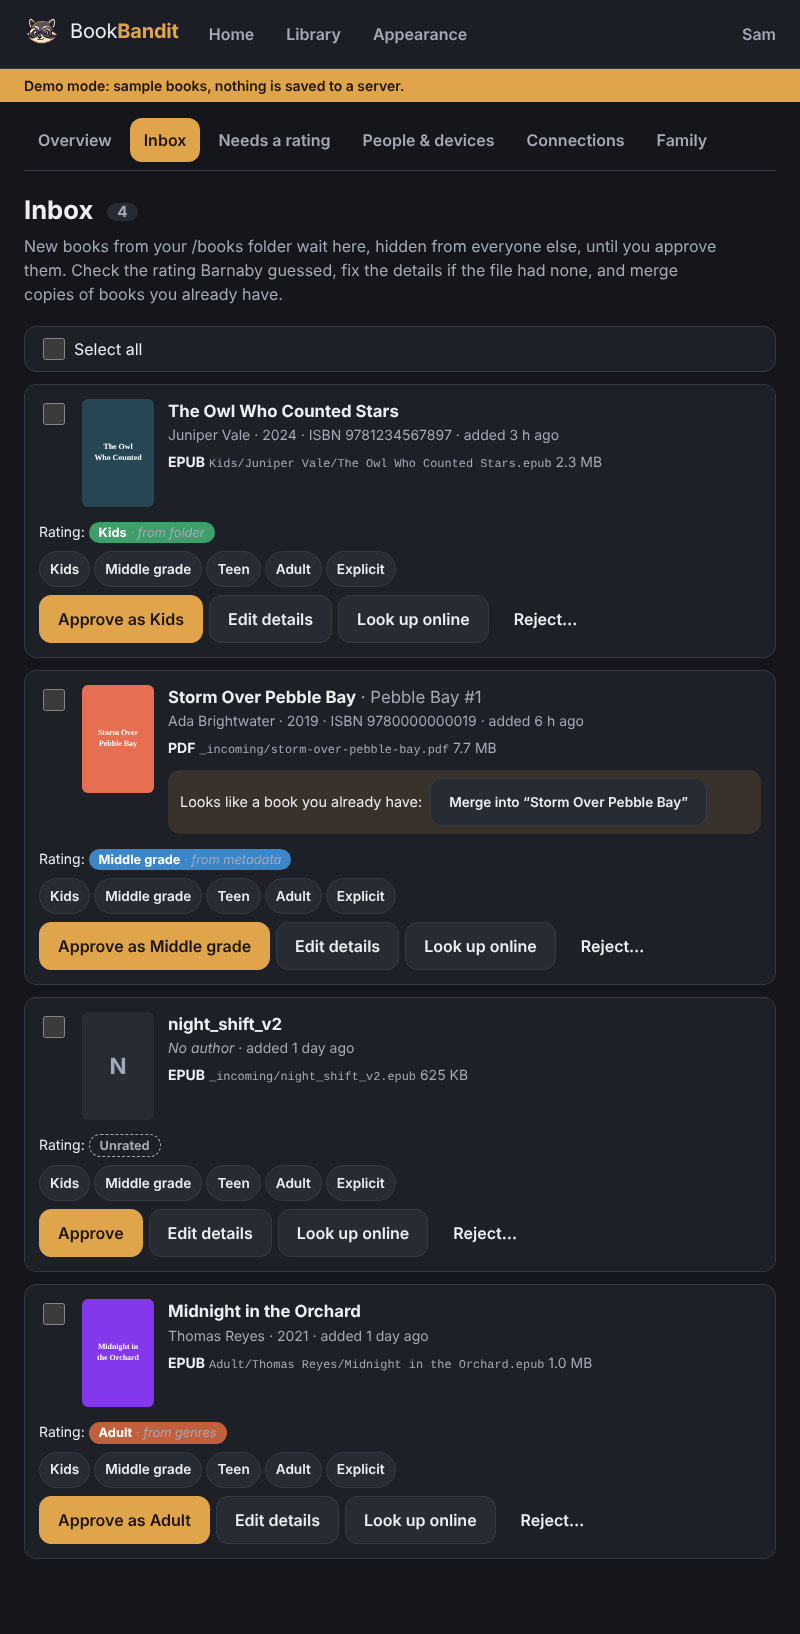 BookBandit Home Library Appearance Sam
Demo mode: sample books, nothing is saved to a server.
Overview Inbox Needs a rating People & devices Connections Family
Inbox 4
New books from your /books folder wait here, hidden from everyone else, until you approve
them. Check the rating Barnaby guessed, fix the details if the file had none, and merge
copies of books you already have.
Select all
The Owl
Who Counted
The Owl Who Counted Stars
Juniper Vale · 2024 · ISBN 9781234567897 · added 3 h ago
EPUB Kids/Juniper Vale/The Owl Who Counted Stars.epub 2.3 MB
Rating: Kids · from folder
Kids Middle grade Teen Adult Explicit
Approve as Kids Edit details Look up online Reject…
Storm Over
Pebble Bay
Storm Over Pebble Bay · Pebble Bay #1
Ada Brightwater · 2019 · ISBN 9780000000019 · added 6 h ago
PDF _incoming/storm-over-pebble-bay.pdf 7.7 MB
Looks like a book you already have: Merge into “Storm Over Pebble Bay”
Rating: Middle grade · from metadata
Kids Middle grade Teen Adult Explicit
Approve as Middle grade Edit details Look up online Reject…
N
night_shift_v2
No author · added 1 day ago
EPUB _incoming/night_shift_v2.epub 625 KB
Rating: Unrated
Kids Middle grade Teen Adult Explicit
Approve Edit details Look up online Reject…
Midnight in
the Orchard
Midnight in the Orchard
Thomas Reyes · 2021 · added 1 day ago
EPUB Adult/Thomas Reyes/Midnight in the Orchard.epub 1.0 MB
Rating: Adult · from genres
Kids Middle grade Teen Adult Explicit
Approve as Adult Edit details Look up online Reject…